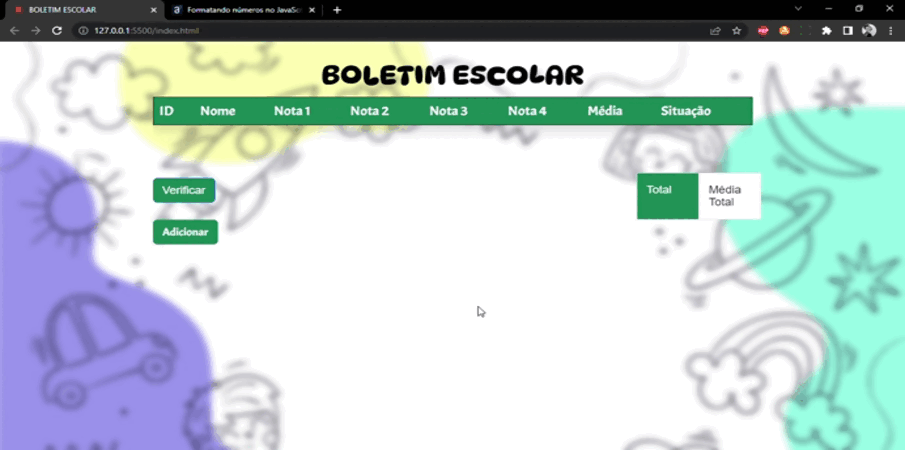 BOLETIM ESCOLAR
Formatando números no JavaSc
127.0.0.1:5500/index.html
BOLETIM ESCOLAR
ID Nome Nota 1 Nota 2 Nota 3 Nota 4 Média Situação
Verificar
Total
Média
Total
Adicionar